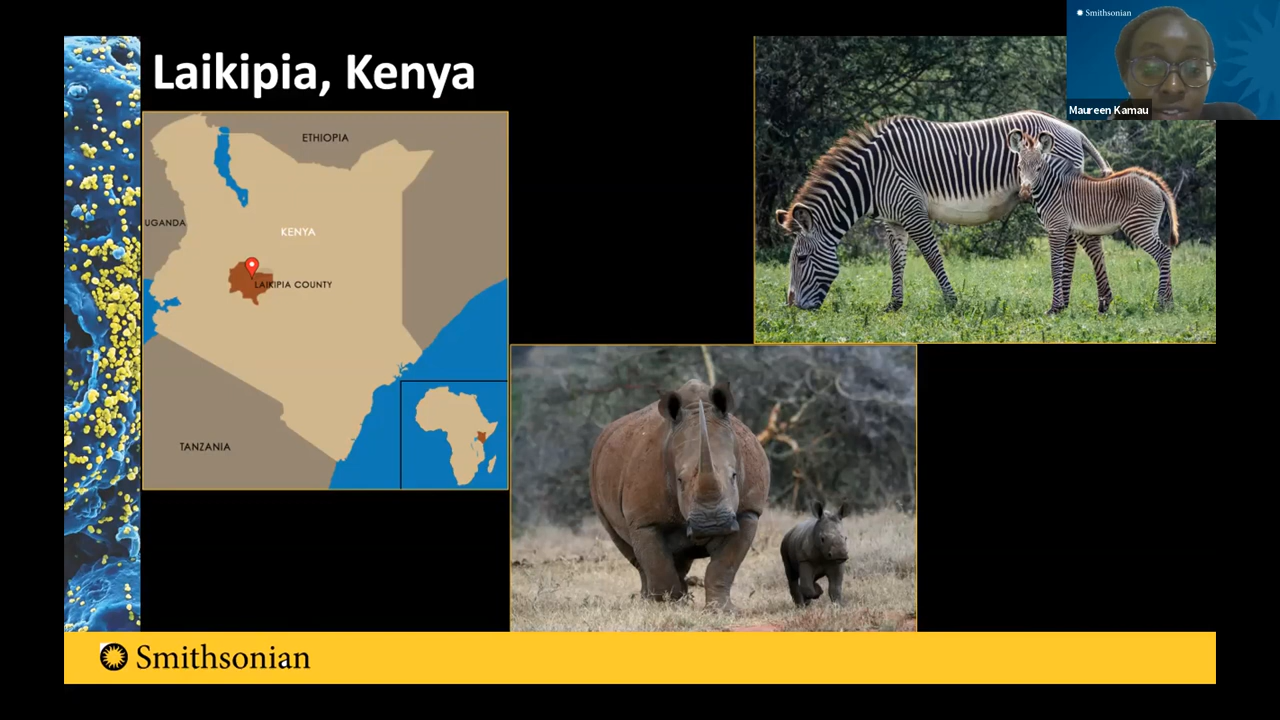 Smithsonian
Maureen Kamau
Laikipia, Kenya
ETHIOPIA
UGANDA
KENYA
LAIKIPIA COUNTY
TANZANIA
Smithsonian